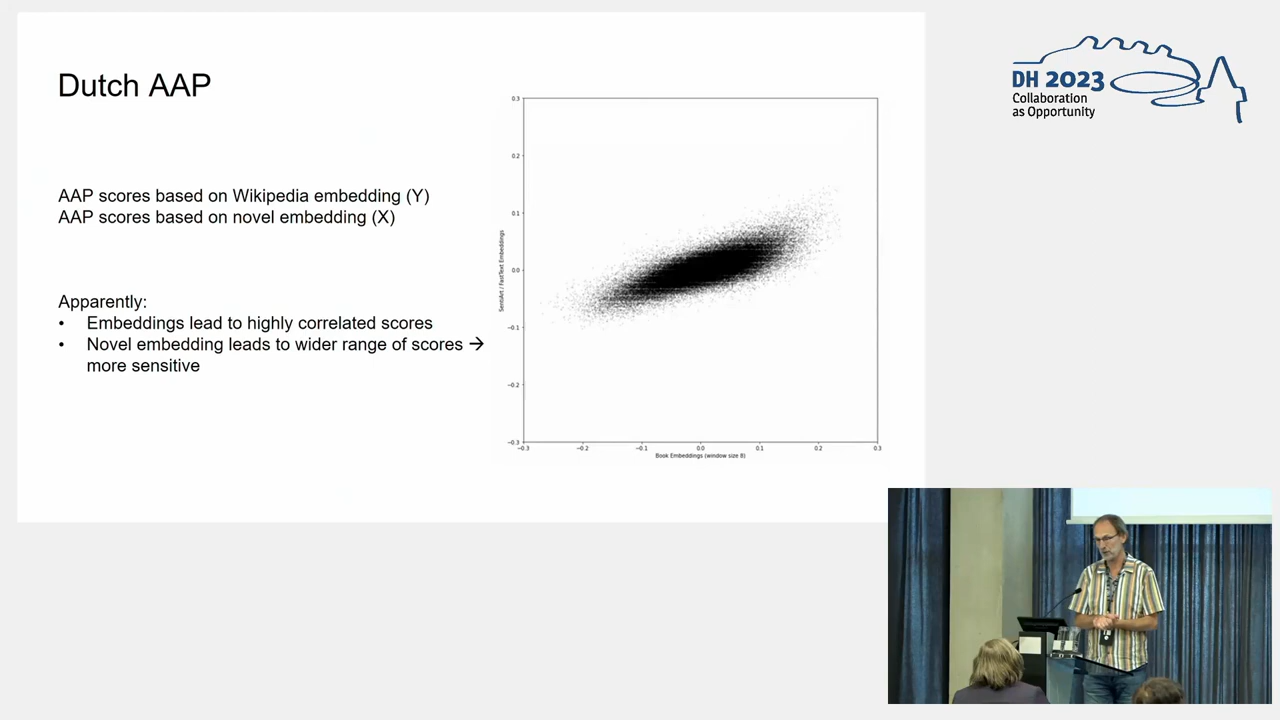 Dutch AAP
AAP scores based on Wikipedia embedding (Y)
AAP scores based on novel embedding (X)
Apparently:
• Embeddings lead to highly correlated scores
• Novel embedding leads to wider range of scores →
more sensitive
0.3
0.2
0.1
0.0
−0.1
−0.2
−0.3
SentiArt / FastText Embeddings
−0.3 −0.2 −0.1 0.0 0.1 0.2 0.3
Book Embeddings (window size 8)
DH 2023
Collaboration
as Opportunity